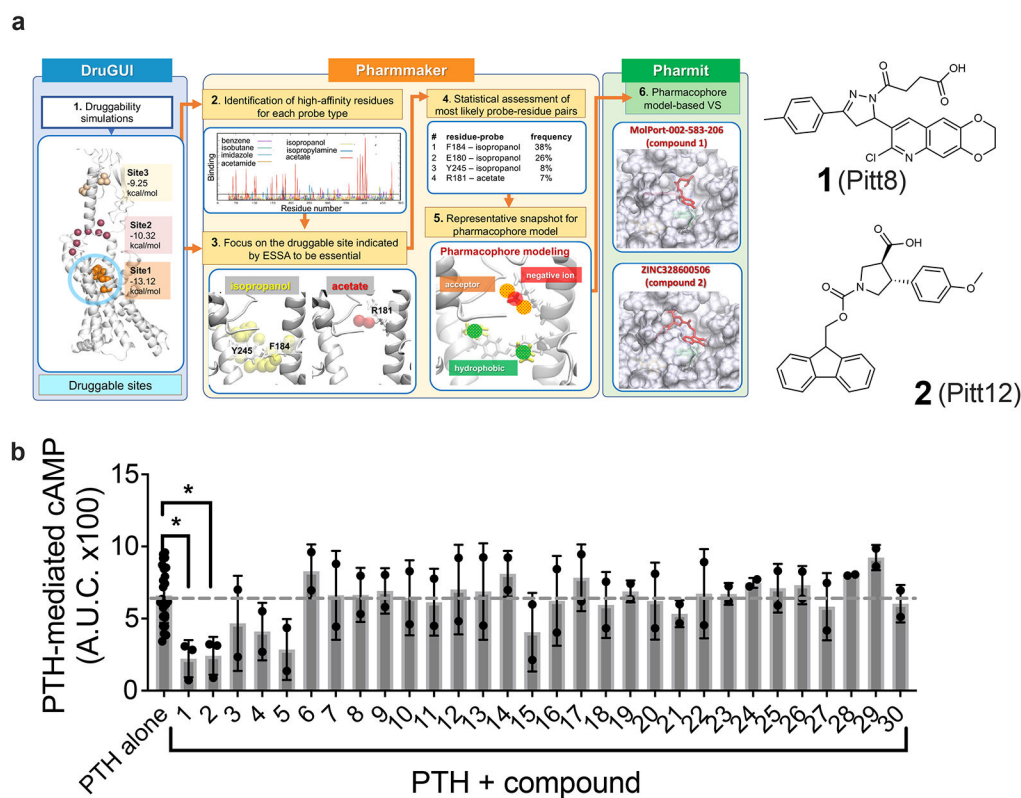 a
DruGUI
Pharmmaker
Pharmit
1. Druggability
simulations
Site3
-9.25
kcal/mol
Site2
-10.32
kcal/mol
Site1
-13.12
kcal/mol
Druggable sites
2. Identification of high-affinity residues
for each probe type
benzene
isobutane
imidazole
acetamide
isopropanol
isopropylamine
acetate
Binding
Residue number
3. Focus on the druggable site indicated
by ESSA to be essential
isopropanol
acetate
Y245
F184
R181
4. Statistical assessment of
most likely probe-residue pairs
# residue-probe frequency
1 F184 – isopropanol 38%
2 E180 – isopropanol 26%
3 Y245 – isopropanol 8%
4 R181 – acetate 7%
5. Representative snapshot for
pharmacophore model
Pharmacophore modeling
acceptor
negative ion
hydrophobic
6. Pharmacophore
model-based VS
MolPort-002-583-206
(compound 1)
ZINC328600506
(compound 2)
O
OH
O
N
N
Cl
N
O
O
1 (Pitt8)
O
OH
N
O
O
O
2 (Pitt12)
b
PTH-mediated cAMP
(A.U.C. x100)
15
10
5
0
* *
PTH alone 1 2 3 4 5 6 7 8 9 10 11 12 13 14 15 16 17 18 19 20 21 22 23 24 25 26 27 28 29 30
PTH + compound